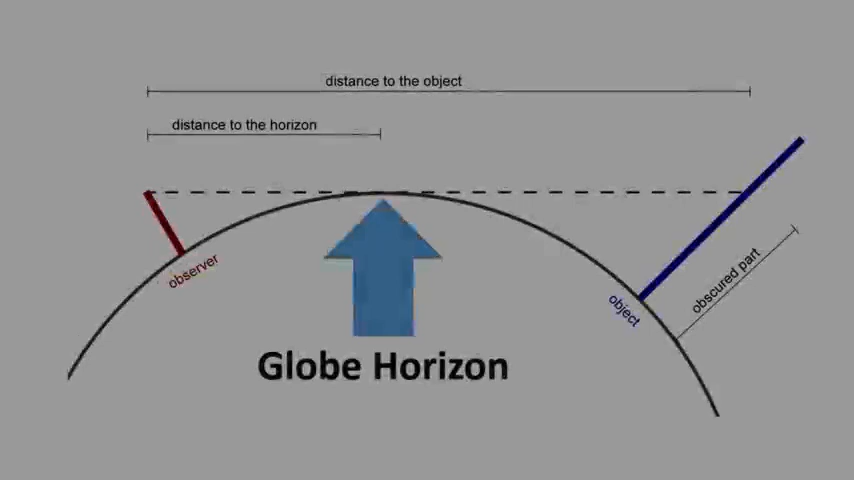 distance to the object
distance to the horizon
observer
object
obscured part
Globe Horizon